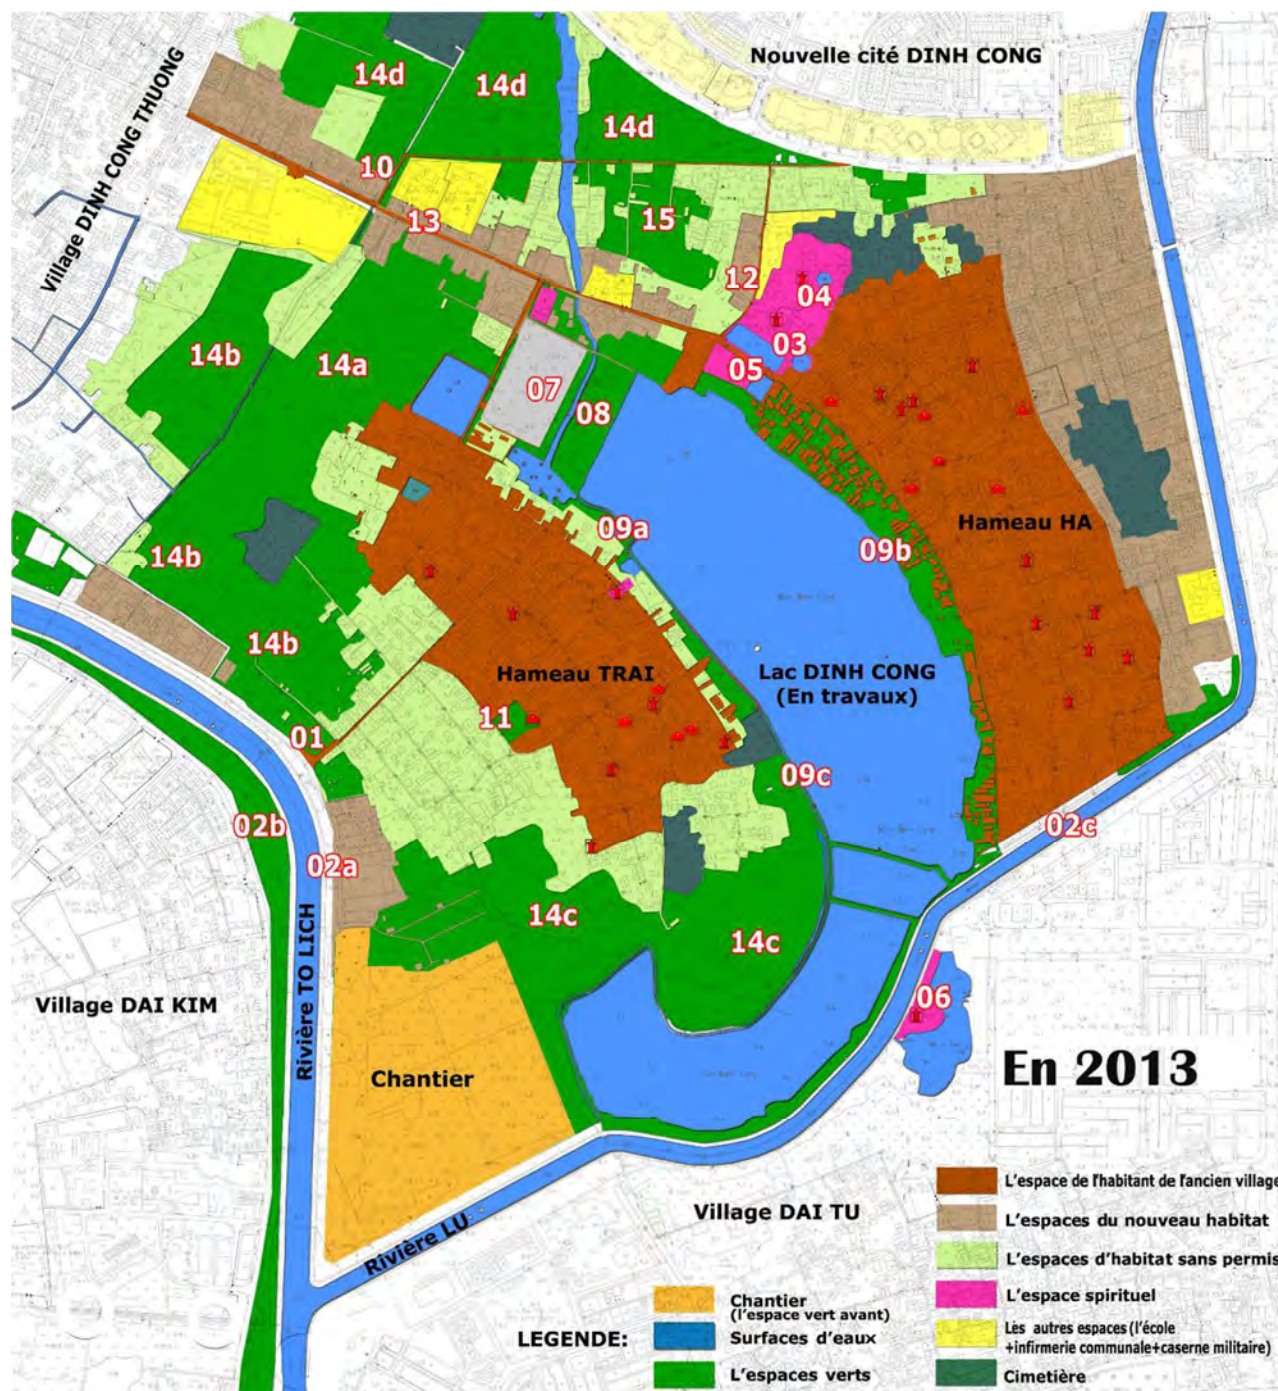 Nouvelle cité DINH CONG
Village DINH CONG THUONG
14d
14d
14d
10
13
15
12
04
03
05
14b
14a
07
08
Hameau HA
09a
09b
14b
14b
Hameau TRAI
Lac DINH CONG
(En travaux)
11
01
09c
02b
02a
02c
14c
14c
Rivière TO LICH
Village DAI KIM
06
Chantier
En 2013
Rivière LU
Village DAI TU
LEGENDE:
Chantier
(l'espace vert avant)
Surfaces d'eaux
L'espaces verts
L'espace de l'habitant de l'ancien village
L'espaces du nouveau habitat
L'espaces d'habitat sans permis
L'espace spirituel
Les autres espaces (l'école
+infirmerie communale+caserne militaire)
Cimetière